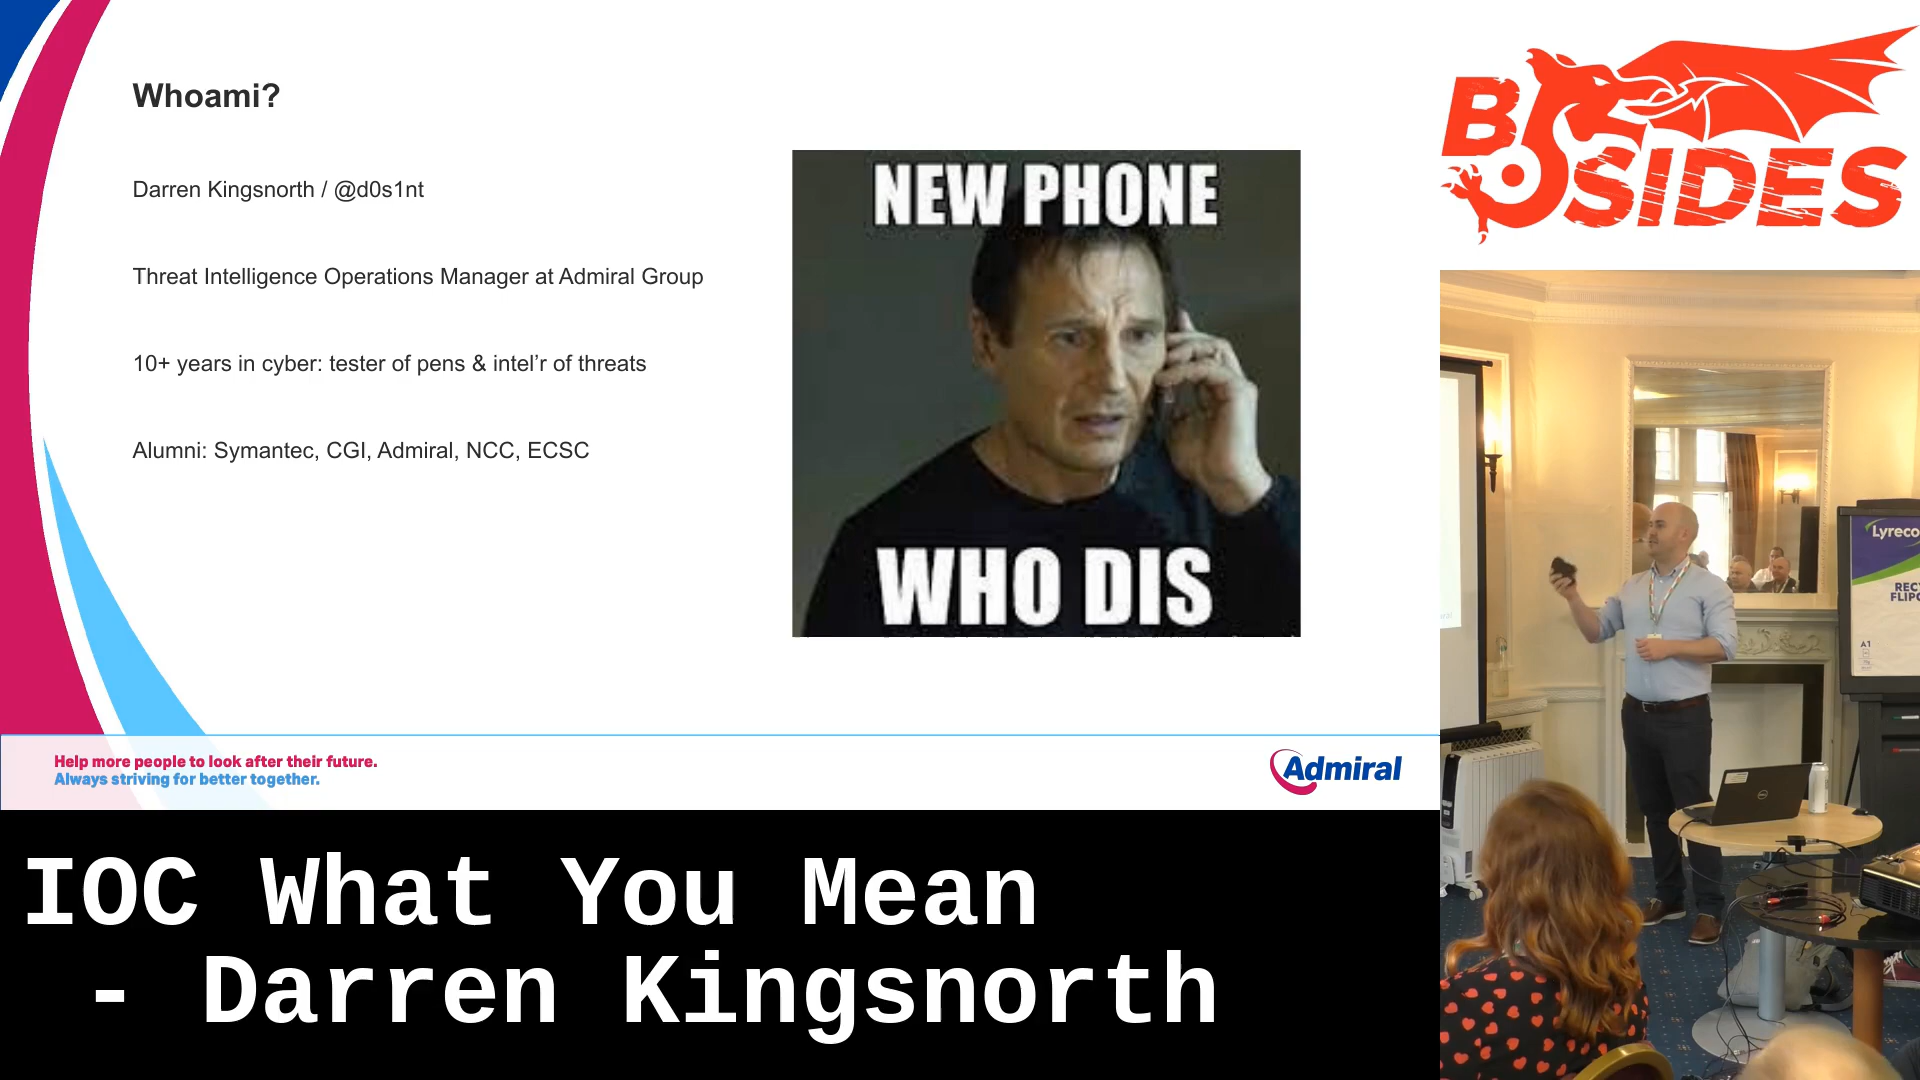 Whoami?
Darren Kingsnorth / @d0s1nt
Threat Intelligence Operations Manager at Admiral Group
10+ years in cyber: tester of pens & intel’r of threats
Alumni: Symantec, CGI, Admiral, NCC, ECSC
NEW PHONE
WHO DIS
Help more people to look after their future.
Always striving for better together.
Admiral
IOC What You Mean
- Darren Kingsnorth
B
SIDES
Lyreco
A1